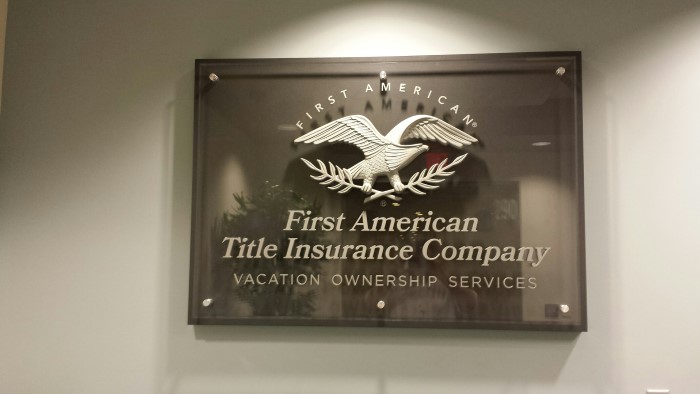 FIRST AMERICAN®
First American
Title Insurance Company
VACATION OWNERSHIP SERVICES